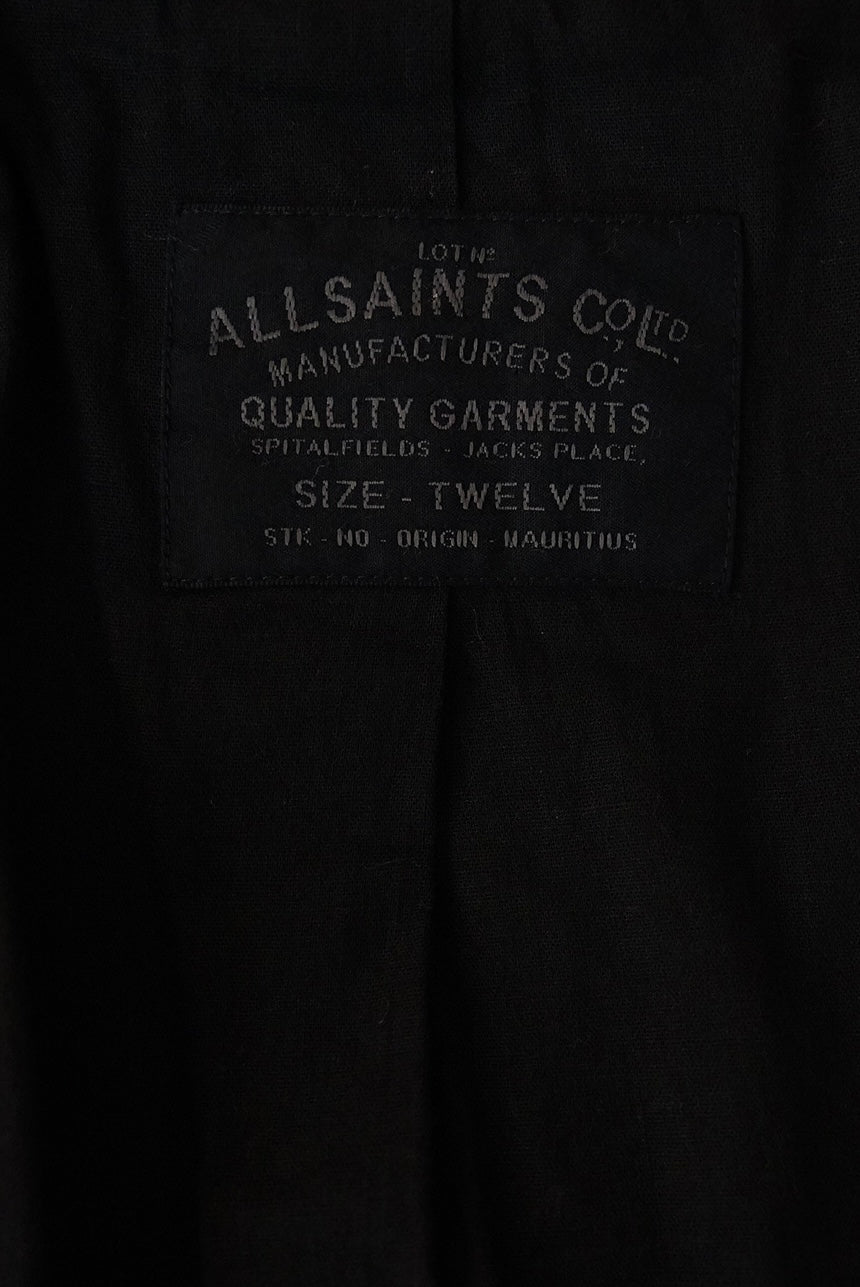 LOT Nº
ALLSAINTS CO., LTD.
MANUFACTURERS OF
QUALITY GARMENTS
SPITALFIELDS - JACKS PLACE,
SIZE - TWELVE
STK - NO - ORIGIN - MAURITIUS